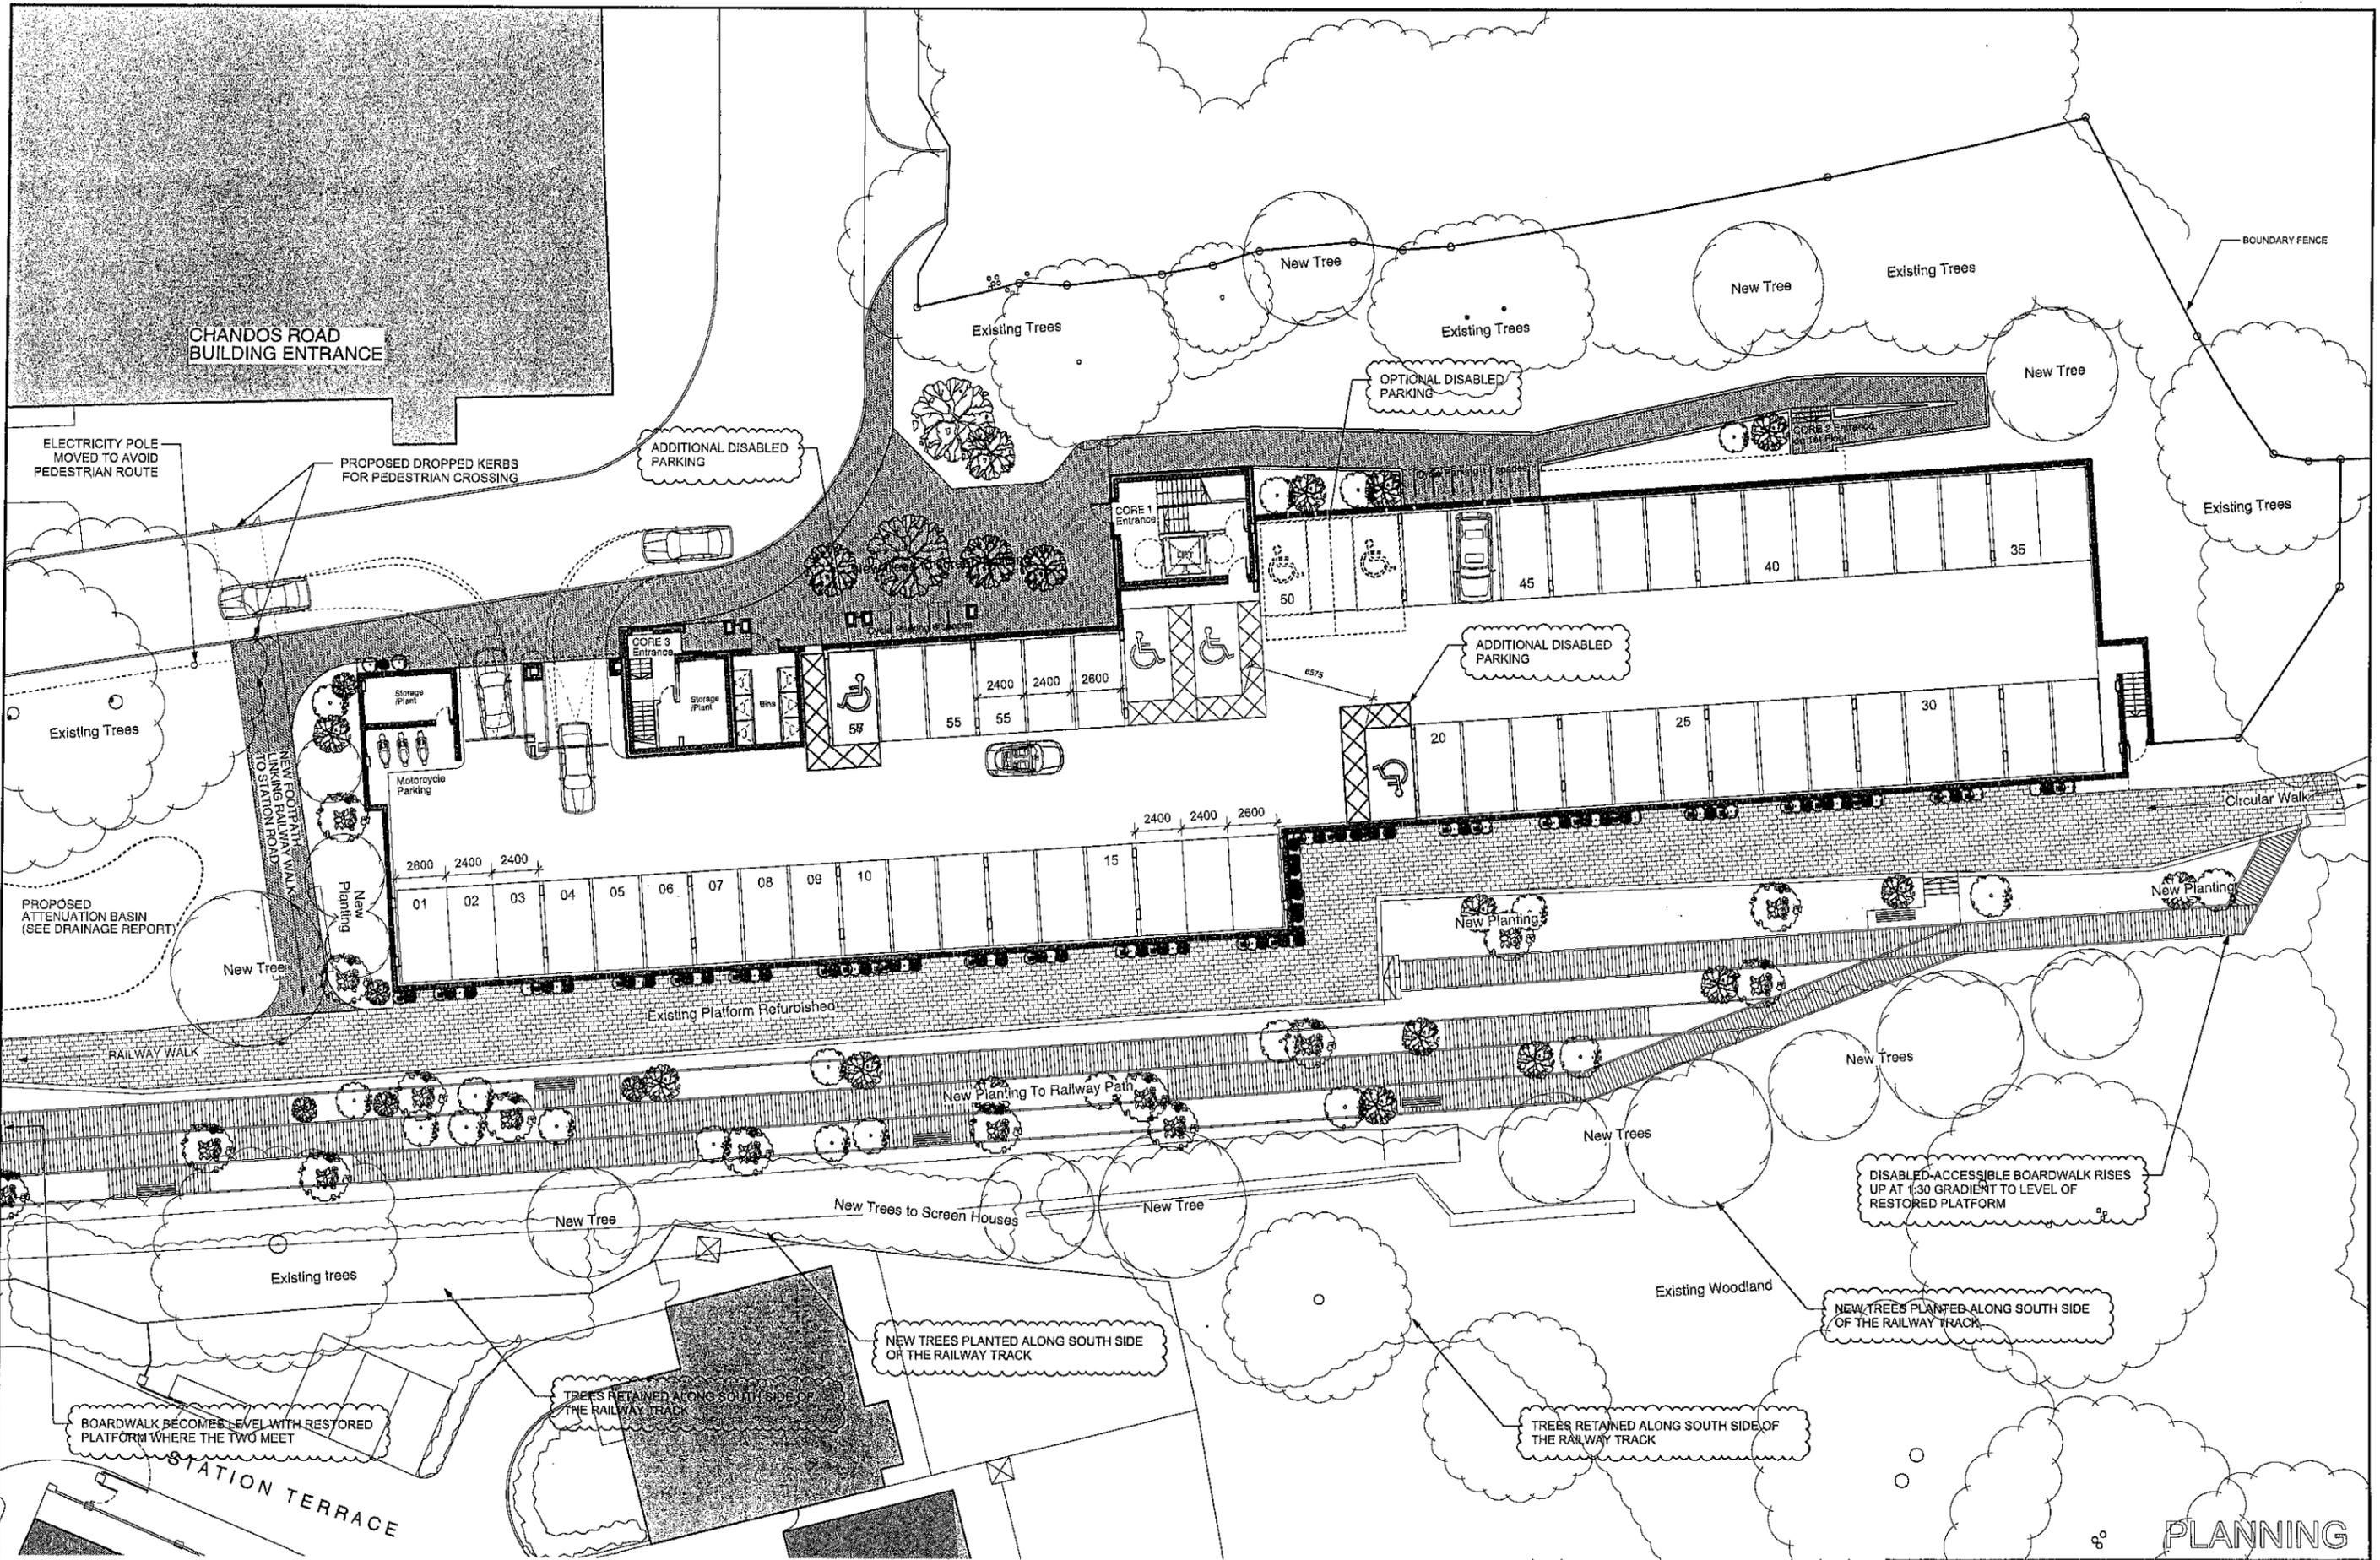 BOUNDARY FENCE
New Tree
New Tree
Existing Trees
Existing Trees
Existing Trees
New Tree
CHANDOS ROAD
BUILDING ENTRANCE
OPTIONAL DISABLED
PARKING
ELECTRICITY POLE
MOVED TO AVOID
PEDESTRIAN ROUTE
PROPOSED DROPPED KERBS
FOR PEDESTRIAN CROSSING
ADDITIONAL DISABLED
PARKING
CORE 2 Entrance
on 1st Floor
CORE 1
Entrance
LIFT
Existing Trees
35
40
45
50
CORE 3
Entrance
ADDITIONAL DISABLED
PARKING
6575
Storage
/Plant
Storage
/Plant
Bins
2400
2400
2600
55
55
20
25
30
Existing Trees
NEW FOOTPATH
LINKING RAILWAY WALK
TO STATION ROAD
Motorcycle
Parking
Circular Walk
2400
2400
2600
2600
2400
2400
01
02
03
04
05
06
07
08
09
10
15
New
Planting
PROPOSED
ATTENUATION BASIN
(SEE DRAINAGE REPORT)
New Tree
New Planting
New Planting
Existing Platform Refurbished
RAILWAY WALK
New Planting To Railway Path
New Trees
New Trees
DISABLED-ACCESSIBLE BOARDWALK RISES
UP AT 1:30 GRADIENT TO LEVEL OF
RESTORED PLATFORM
New Tree
New Trees to Screen Houses
New Tree
Existing trees
Existing Woodland
NEW TREES PLANTED ALONG SOUTH SIDE
OF THE RAILWAY TRACK
NEW TREES PLANTED ALONG SOUTH SIDE
OF THE RAILWAY TRACK
TREES RETAINED ALONG SOUTH SIDE OF
THE RAILWAY TRACK
BOARDWALK BECOMES LEVEL WITH RESTORED
PLATFORM WHERE THE TWO MEET
TREES RETAINED ALONG SOUTH SIDE OF
THE RAILWAY TRACK
STATION TERRACE
PLANNING